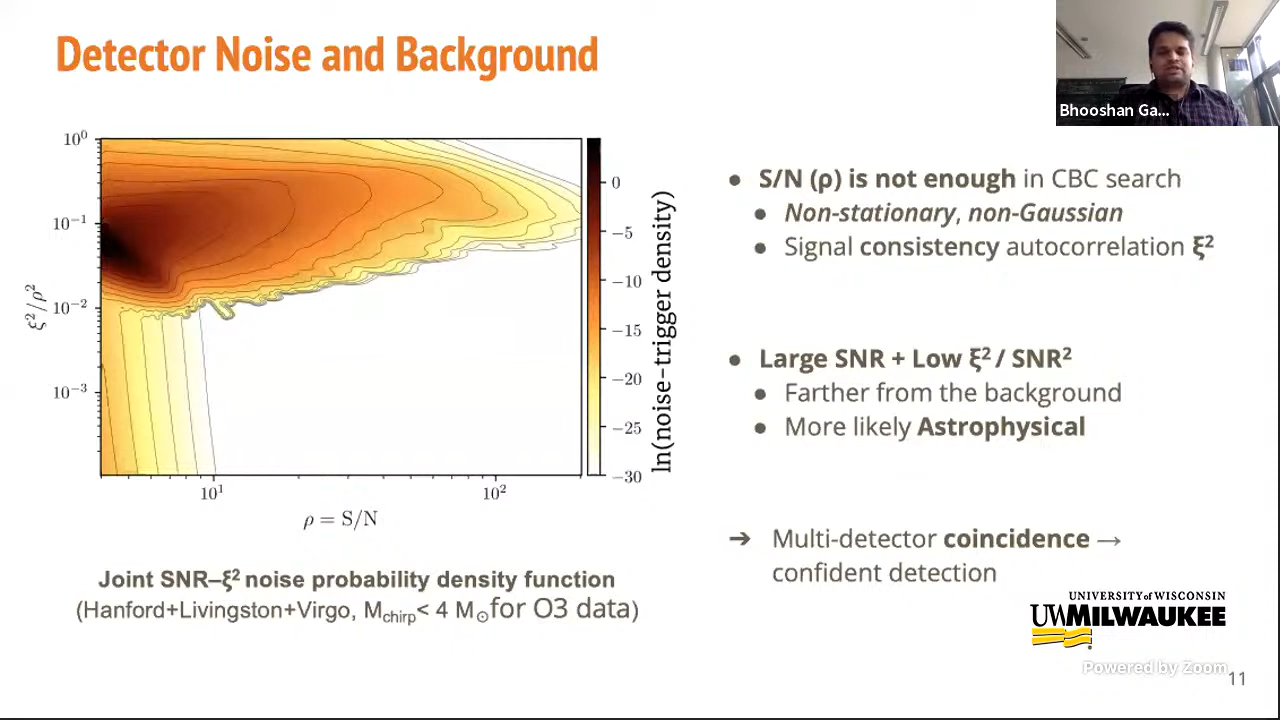 Detector Noise and Background
Bhooshan Ga...
10⁰
10⁻¹
10⁻²
10⁻³
ξ²/ρ²
10¹
10²
ρ = S/N
0
−5
−10
−15
−20
−25
−30
ln(noise−trigger density)
Joint SNR–ξ² noise probability density function
(Hanford+Livingston+Virgo, M_chirp< 4 M_⊙ for O3 data)
● S/N (ρ) is not enough in CBC search
● Non-stationary, non-Gaussian
● Signal consistency autocorrelation ξ²
● Large SNR + Low ξ² / SNR²
● Farther from the background
● More likely Astrophysical
➔ Multi-detector coincidence →
confident detection
UNIVERSITY of WISCONSIN
UWMILWAUKEE
Powered by Zoom
11